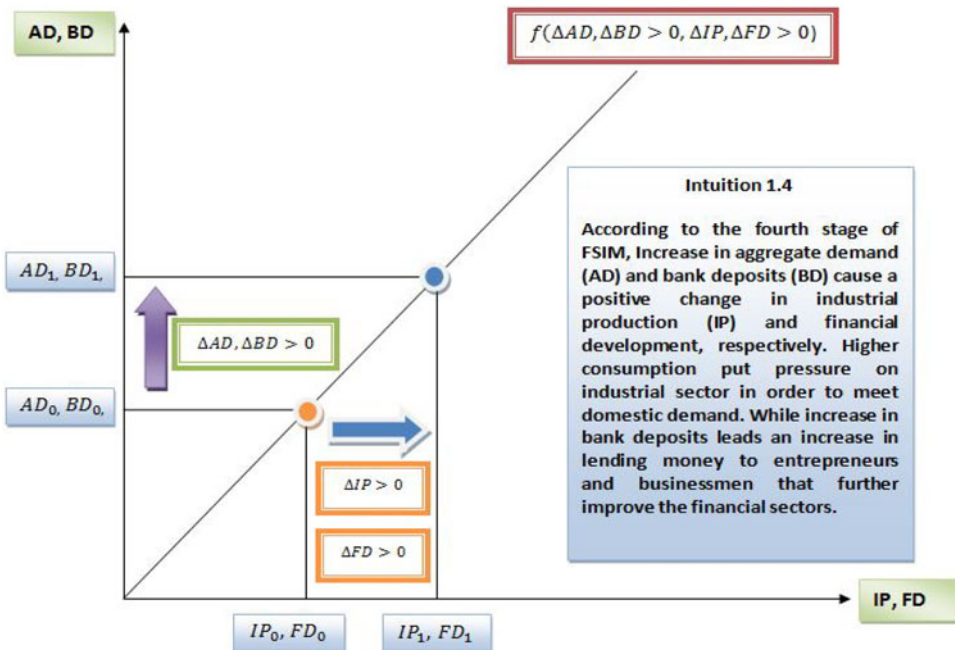 AD, BD
f(ΔAD, ΔBD > 0, ΔIP, ΔFD > 0)
Intuition 1.4
According to the fourth stage of
FSIM, Increase in aggregate demand
(AD) and bank deposits (BD) cause a
positive change in industrial
production (IP) and financial
development, respectively. Higher
consumption put pressure on
industrial sector in order to meet
domestic demand. While increase in
bank deposits leads an increase in
lending money to entrepreneurs
and businessmen that further
improve the financial sectors.
AD₁, BD₁,
ΔAD, ΔBD > 0
AD₀, BD₀,
ΔIP > 0
ΔFD > 0
IP, FD
IP₀, FD₀
IP₁, FD₁